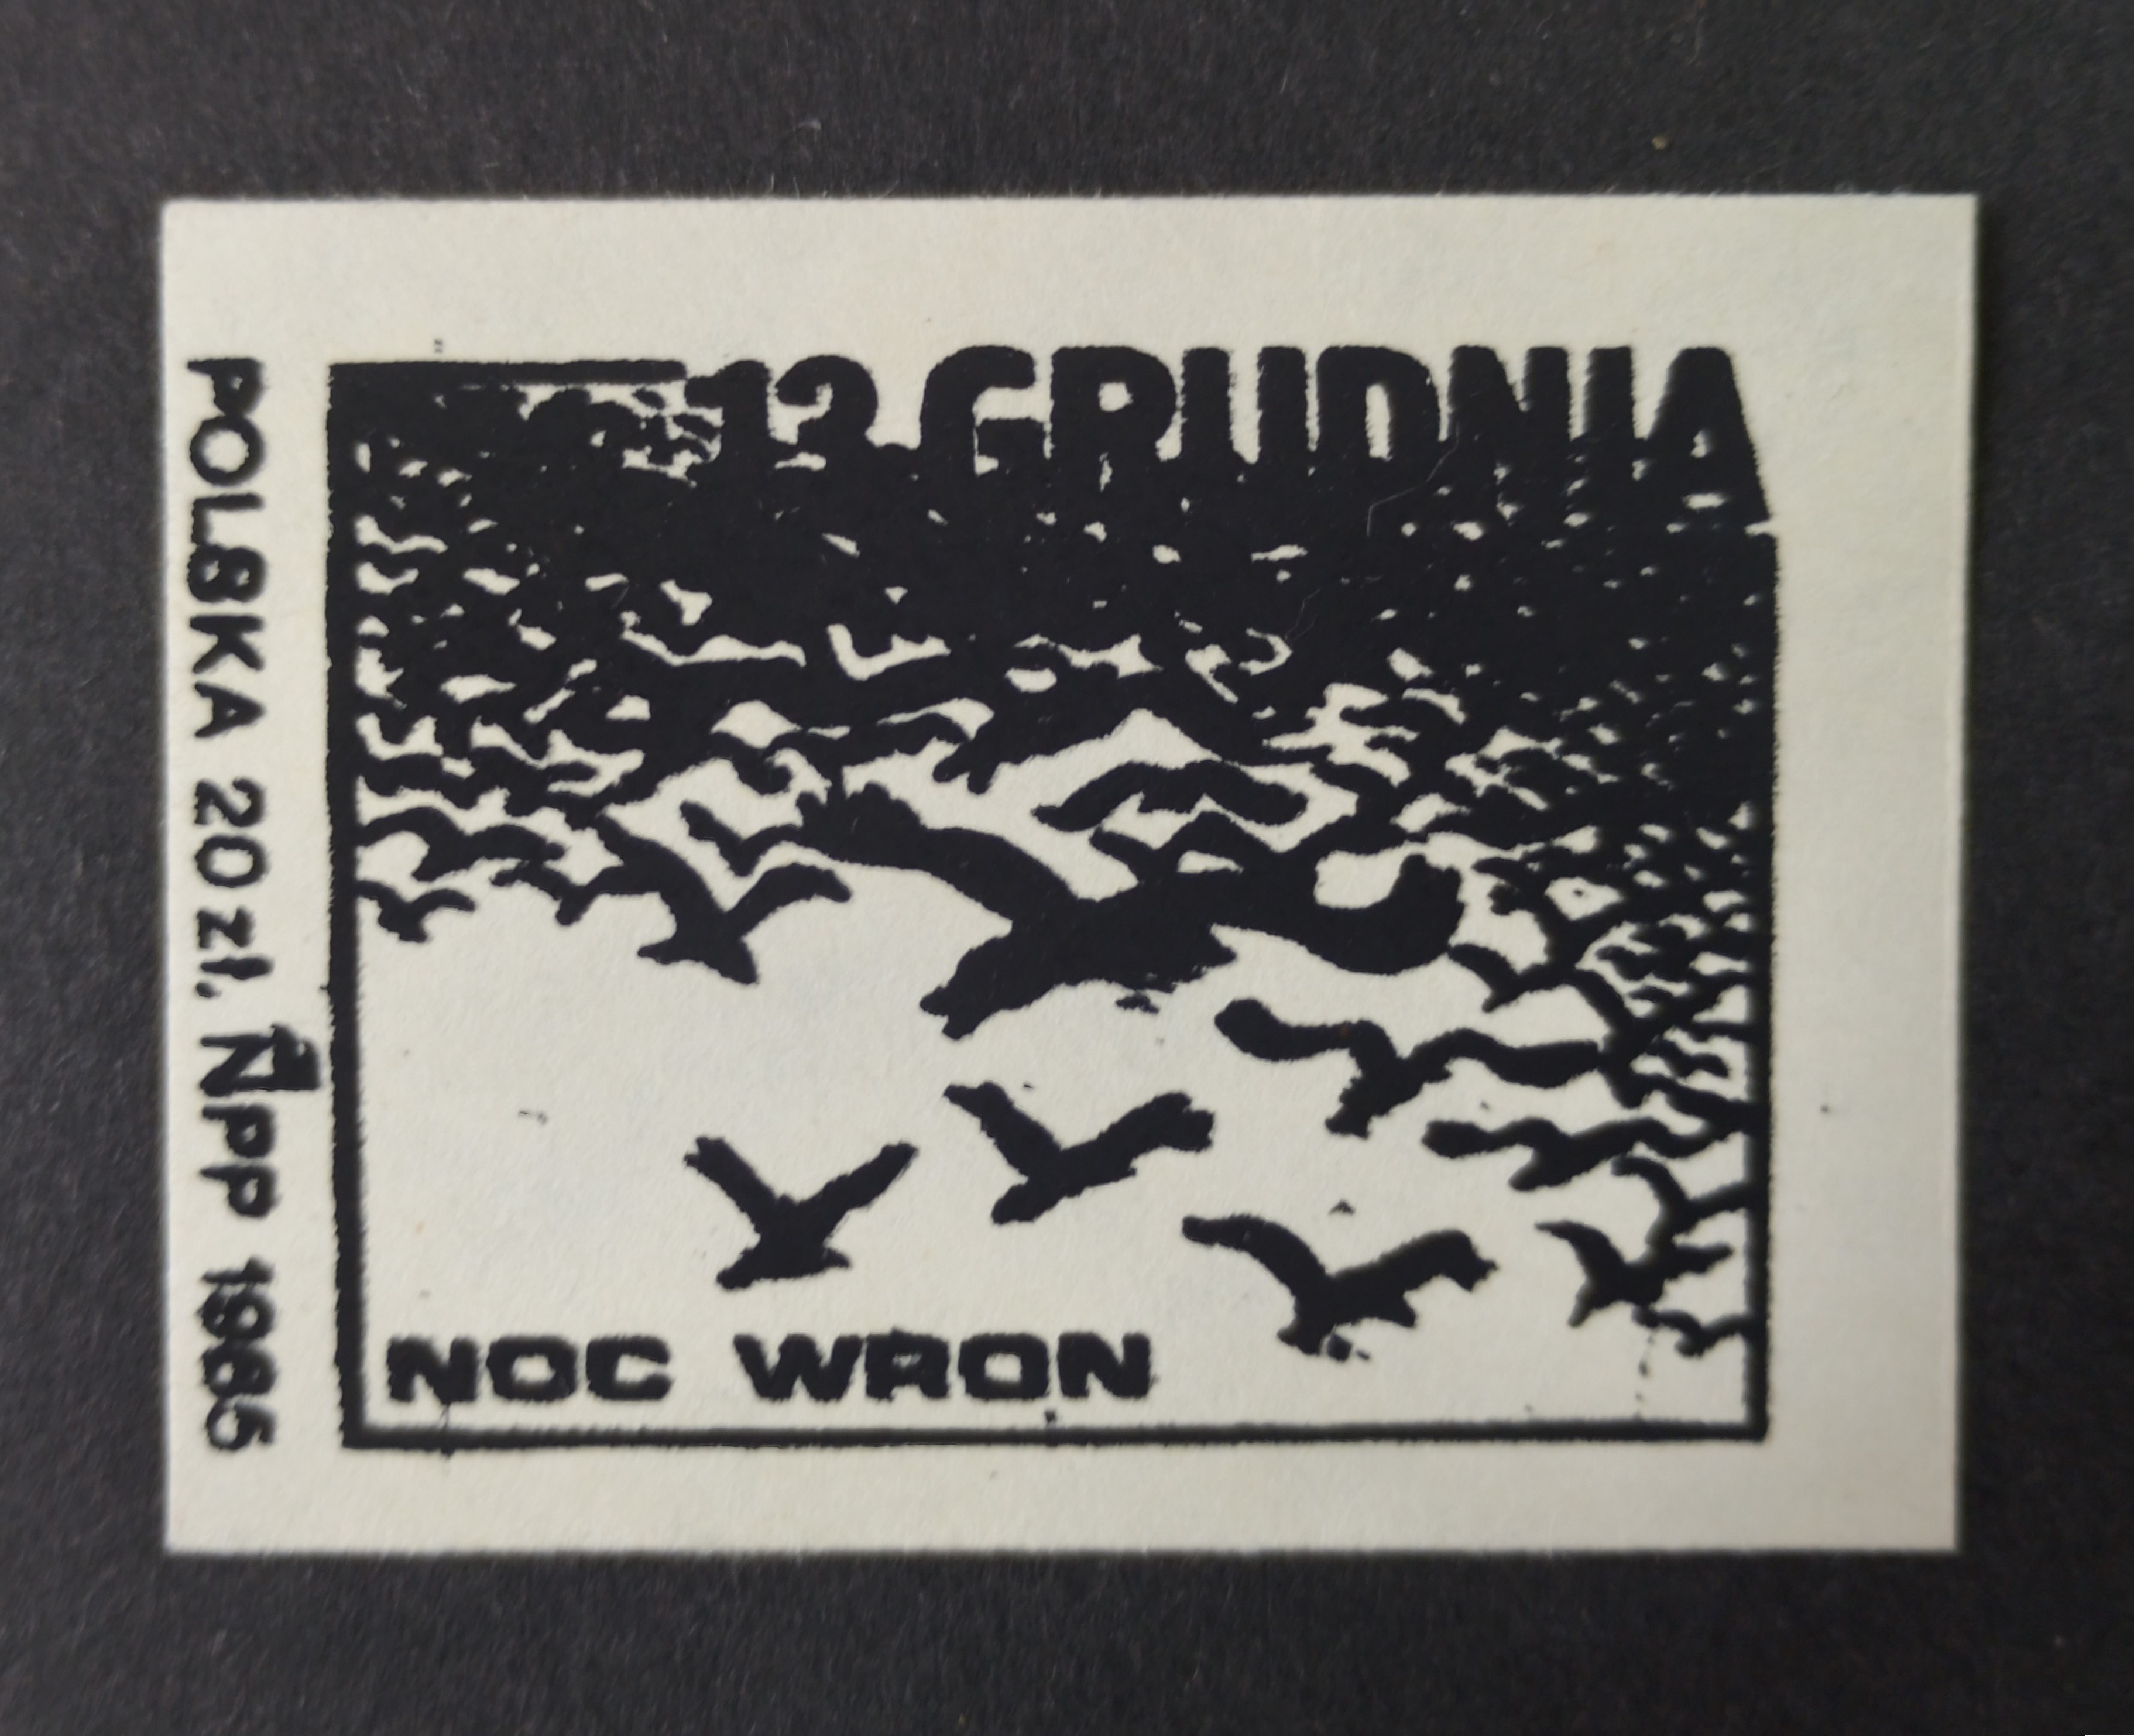 13 GRUDNIA
NOC WRON
POLSKA 20 zł. Npp 1985